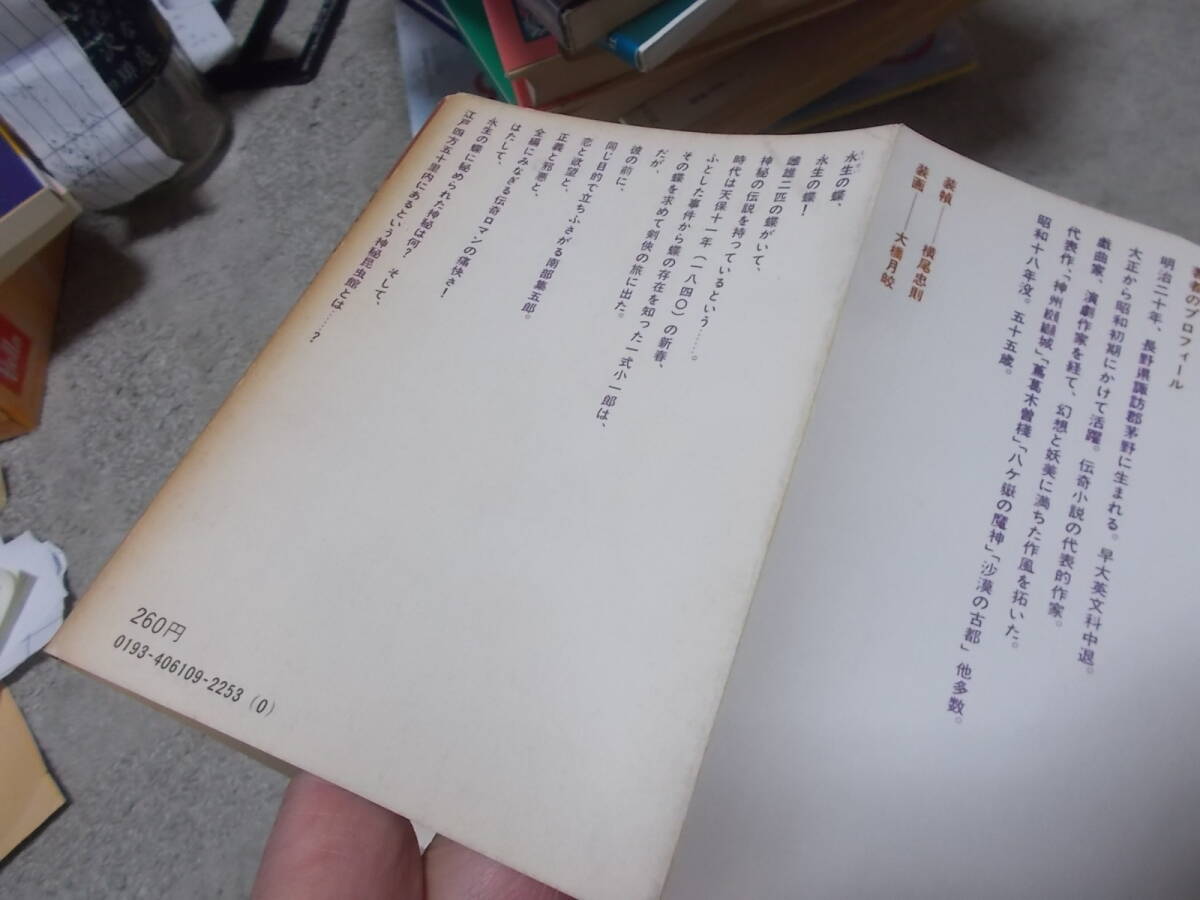 著者のプロフィール
明治二十年、長野県諏訪郡茅野に生まれる。早大英文科中退。
大正から昭和初期にかけて活躍。伝奇小説の代表的作家。
戯曲家、演劇作家を経て、幻想と妖美に満ちた作風を拓いた。
代表作、「神州纐纈城」「蔦葛木曽棧」「八ケ嶽の魔神」「沙漠の古都」他多数。
昭和十八年没。五十五歳。
装幀——横尾忠則
装画——大橋月皎
永生の蝶、
永生の蝶！
雌雄二匹の蝶がいて、
神秘の伝説を持っているという……。
時代は天保十一年（一八四〇）の新春、
ふとした事件から蝶の存在を知った一式小一郎は、
その蝶を求めて剣侠の旅に出た。
だが、
彼の前に、
同じ目的で立ちふさがる南部集五郎。
恋と欲望と、
正義と邪悪と、
全編にみなぎる伝奇ロマンの痛快さ！
はたして、
永生の蝶に秘められた神秘は何？　そして、
江戸四方五十里内にあるという神秘昆虫館とは……？
260円
0193-406109-2253 (0)